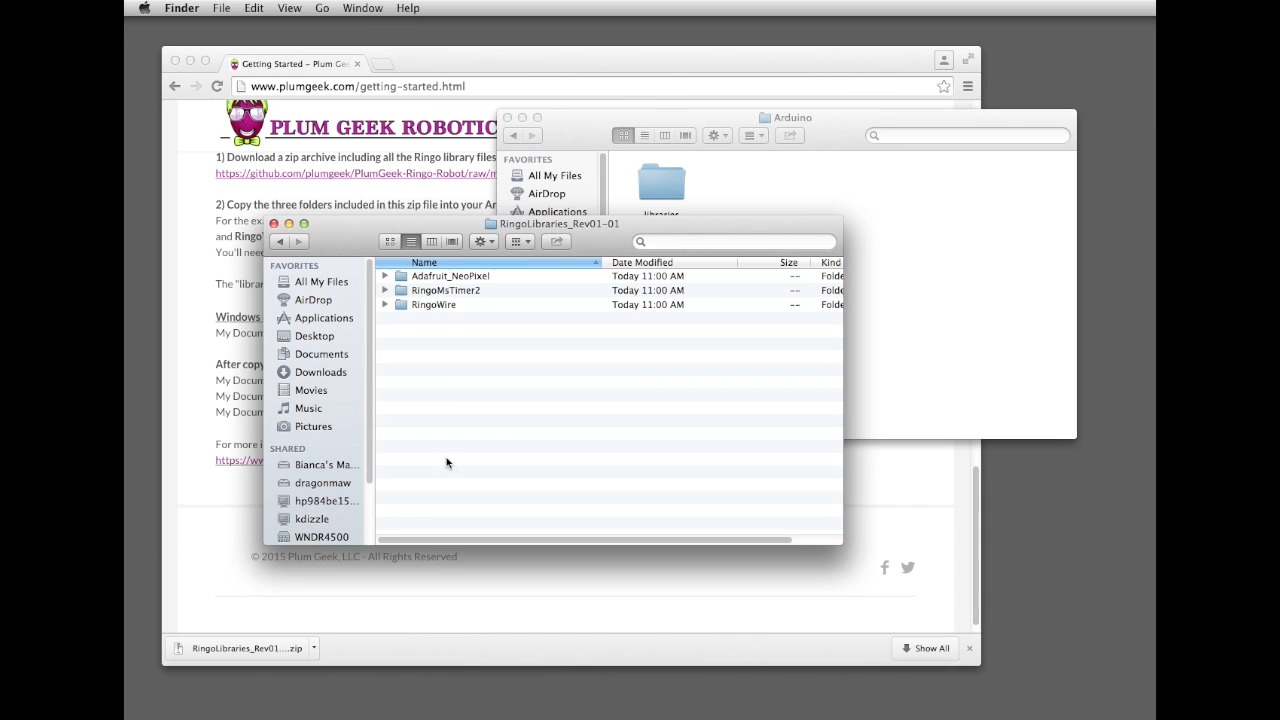 Finder File Edit View Go Window Help
Getting Started – Plum Ge
www.plumgeek.com/getting-started.html
PLUM GEEK ROBOTIC
1) Download a zip archive including all the Ringo library files
https://github.com/plumgeek/PlumGeek-Ringo-Robot/raw/m
2) Copy the three folders included in this zip file into your Ar
For the exa
and Ringo
You'll nee
The "librar
Windows
My Docum
After copy
My Docum
My Docum
My Docum
For more i
https://ww
© 2015 Plum Geek, LLC - All Rights Reserved
RingoLibraries_Rev01....zip
Show All
Arduino
FAVORITES
All My Files
AirDrop
Applications
libraries
RingoLibraries_Rev01-01
FAVORITES
All My Files
AirDrop
Applications
Desktop
Documents
Downloads
Movies
Music
Pictures
SHARED
Bianca's Ma...
dragonmaw
hp984be15...
kdizzle
WNDR4500
Name Date Modified Size Kind
Adafruit_NeoPixel Today 11:00 AM -- Folde
RingoMsTimer2 Today 11:00 AM -- Folde
RingoWire Today 11:00 AM -- Folde